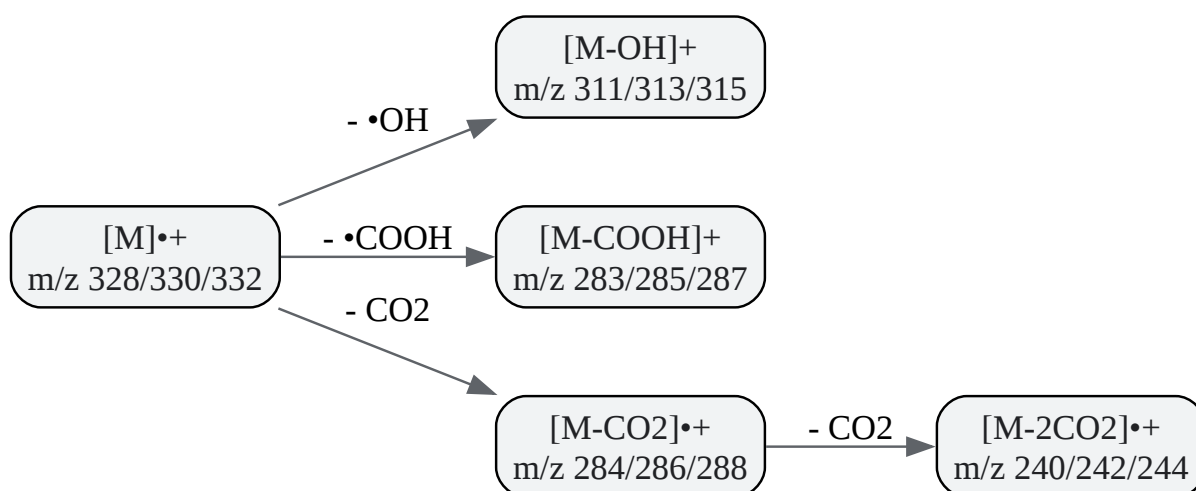 [M-OH]+
m/z 311/313/315
- •OH
[M]•+
m/z 328/330/332
- •COOH
[M-COOH]+
m/z 283/285/287
- CO2
[M-CO2]•+
m/z 284/286/288
- CO2
[M-2CO2]•+
m/z 240/242/244